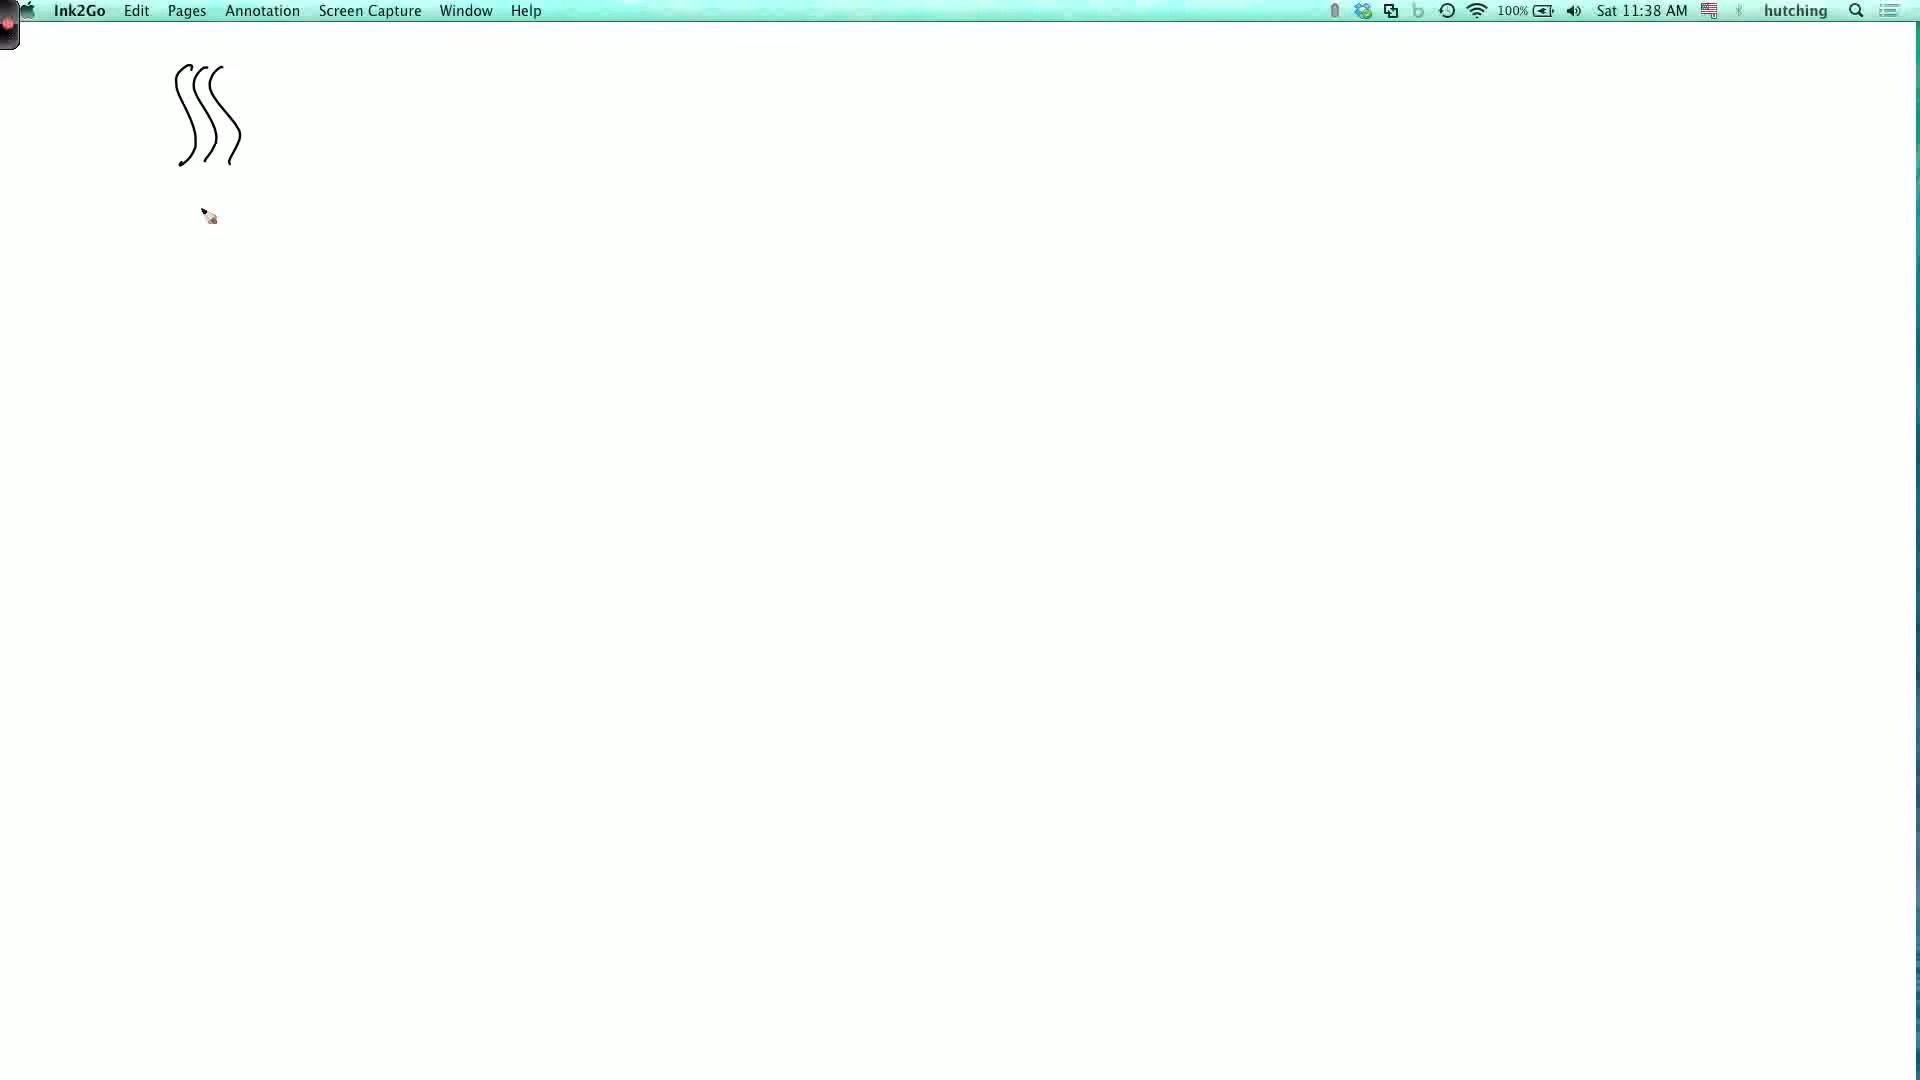 Ink2Go Edit Pages Annotation Screen Capture Window Help 100% Sat 11:38 AM hutching
∭